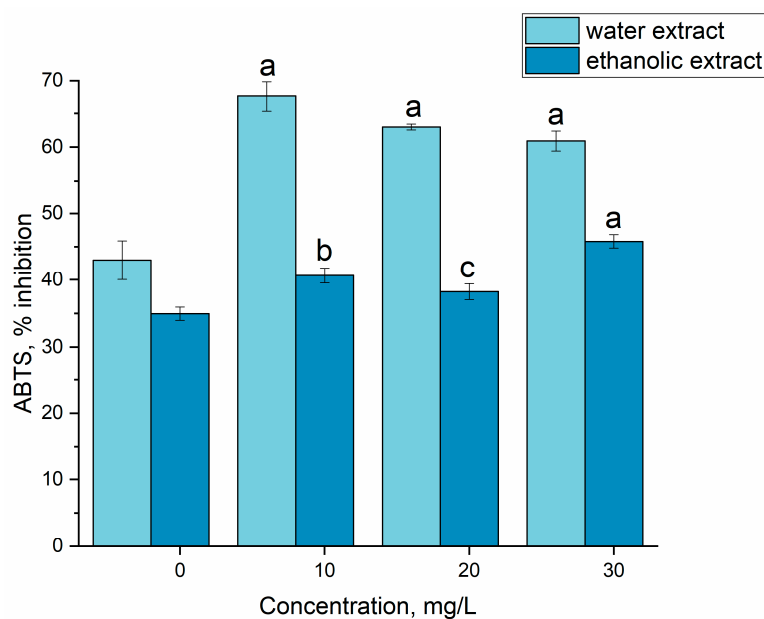 water extract
ethanolic extract
70
60
50
40
30
20
10
0
ABTS, % inhibition
a
b
a
c
a
a
0
10
20
30
Concentration, mg/L